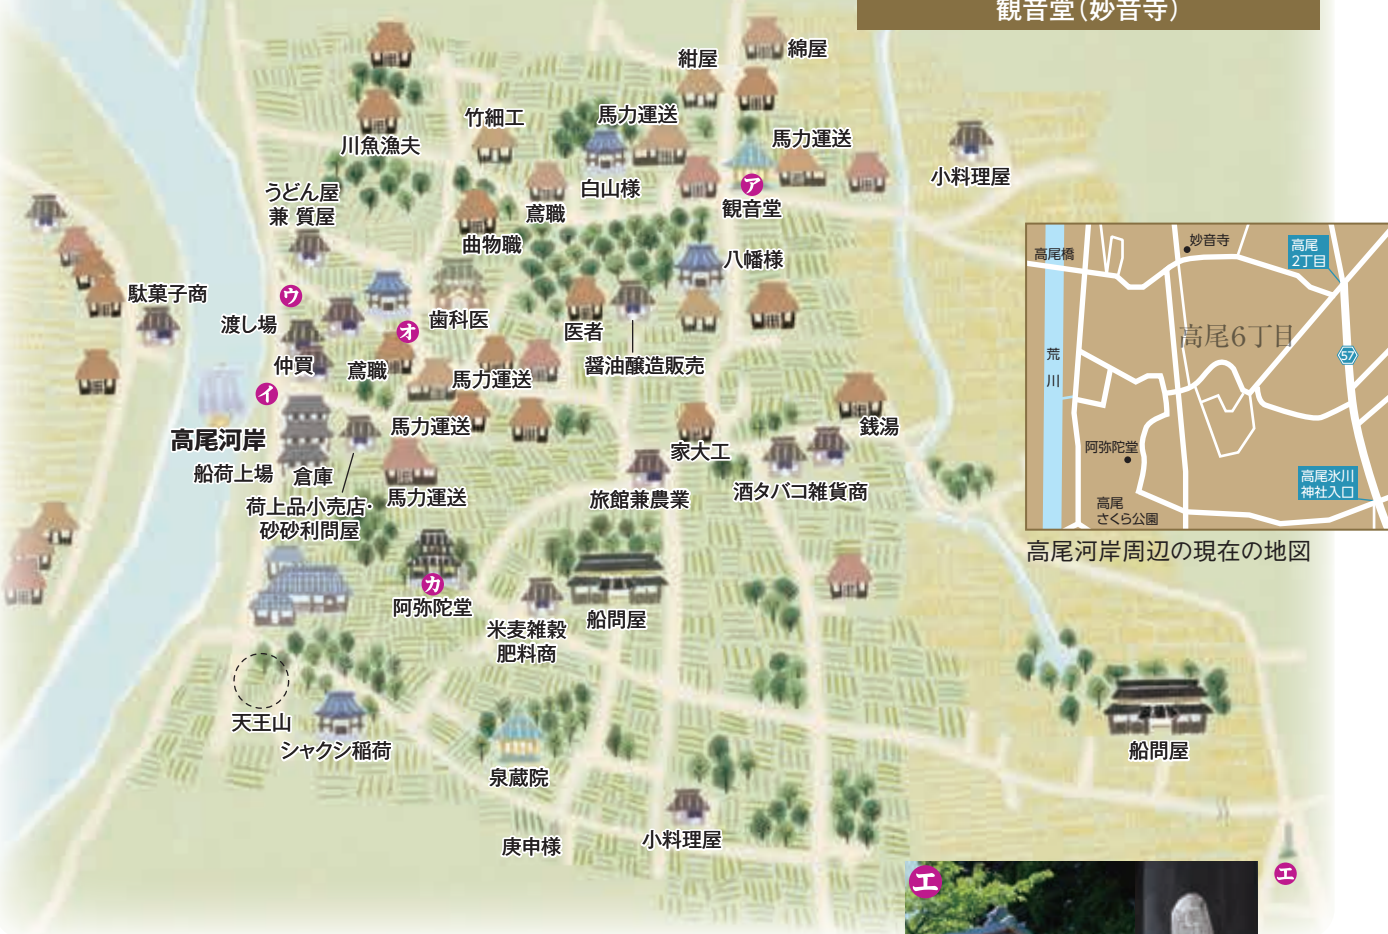 観音堂（妙音寺）
綿屋
紺屋
竹細工
馬力運送
馬力運送
川魚漁夫
小料理屋
うどん屋
兼 質屋
鳶職
白山様
ア
観音堂
曲物職
八幡様
駄菓子商
ウ
渡し場
オ
歯科医
医者
醤油醸造販売
仲買
鳶職
馬力運送
イ
高尾河岸
馬力運送
銭湯
船荷上場
倉庫
家大工
荷上品小売店・
砂砂利問屋
馬力運送
旅館兼農業
酒タバコ雑貨商
カ
阿弥陀堂
米麦雑穀
肥料商
船問屋
天王山
シャクシ稲荷
泉蔵院
船問屋
庚申様
小料理屋
エ
エ
高尾橋
妙音寺
高尾
2丁目
高尾6丁目
荒
川
57
阿弥陀堂
高尾
さくら公園
高尾氷川
神社入口
高尾河岸周辺の現在の地図